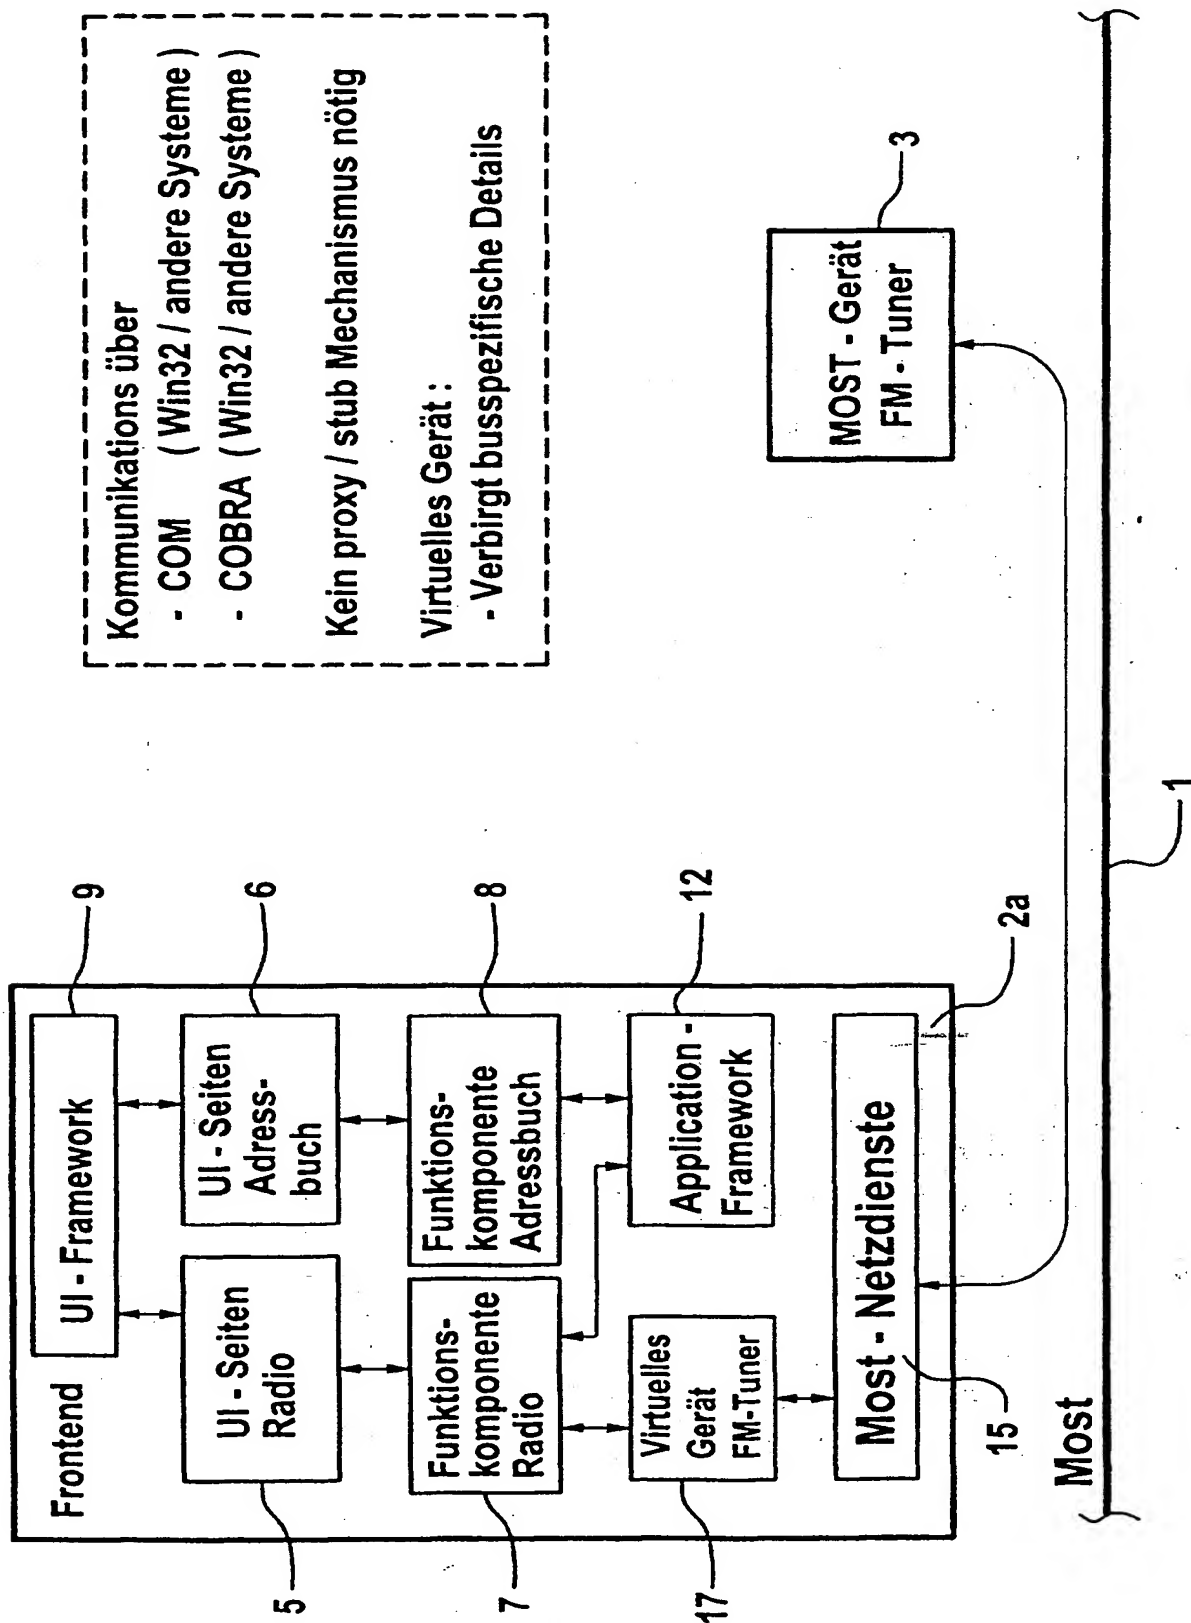 Frontend
UI - Framework
9
UI - Seiten
Radio
5
UI - Seiten
Adress-
buch
6
Funktions-
komponente
Radio
7
Funktions-
komponente
Adressbuch
8
Virtuelles
Gerät
FM-Tuner
17
Application -
Framework
12
Most - Netzdienste
15
2a
Most
1
Kommunikations über
- COM ( Win32 / andere Systeme )
- COBRA ( Win32 / andere Systeme )
Kein proxy / stub Mechanismus nötig
Virtuelles Gerät :
- Verbirgt busspezifische Details
MOST - Gerät
FM - Tuner
3